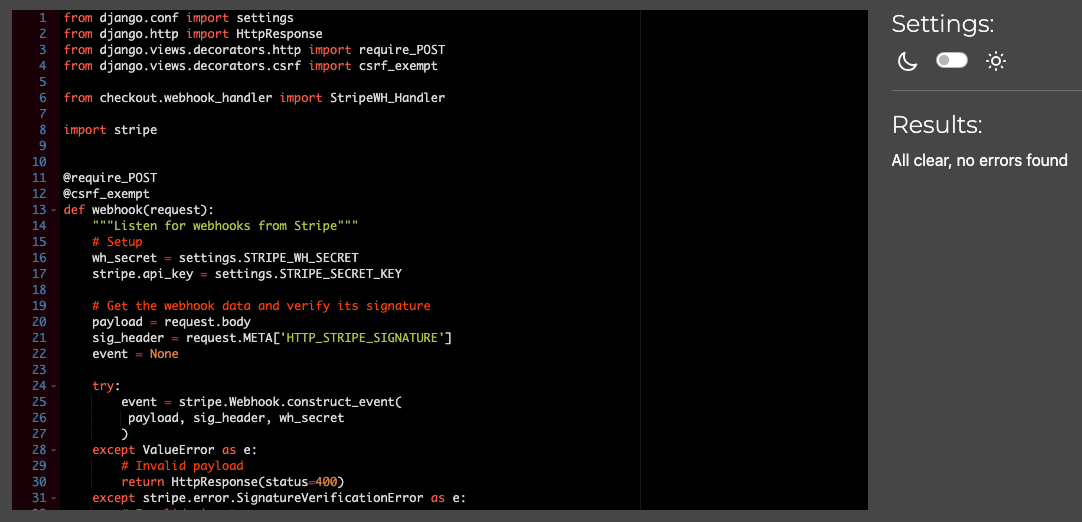 1 from django.conf import settings
2 from django.http import HttpResponse
3 from django.views.decorators.http import require_POST
4 from django.views.decorators.csrf import csrf_exempt
5
6 from checkout.webhook_handler import StripeWH_Handler
7
8 import stripe
9
10
11 @require_POST
12 @csrf_exempt
13 def webhook(request):
14     """Listen for webhooks from Stripe"""
15     # Setup
16     wh_secret = settings.STRIPE_WH_SECRET
17     stripe.api_key = settings.STRIPE_SECRET_KEY
18
19     # Get the webhook data and verify its signature
20     payload = request.body
21     sig_header = request.META['HTTP_STRIPE_SIGNATURE']
22     event = None
23
24     try:
25         event = stripe.Webhook.construct_event(
26          payload, sig_header, wh_secret
27         )
28     except ValueError as e:
29         # Invalid payload
30         return HttpResponse(status=400)
31     except stripe.error.SignatureVerificationError as e:
Settings:
Results:
All clear, no errors found